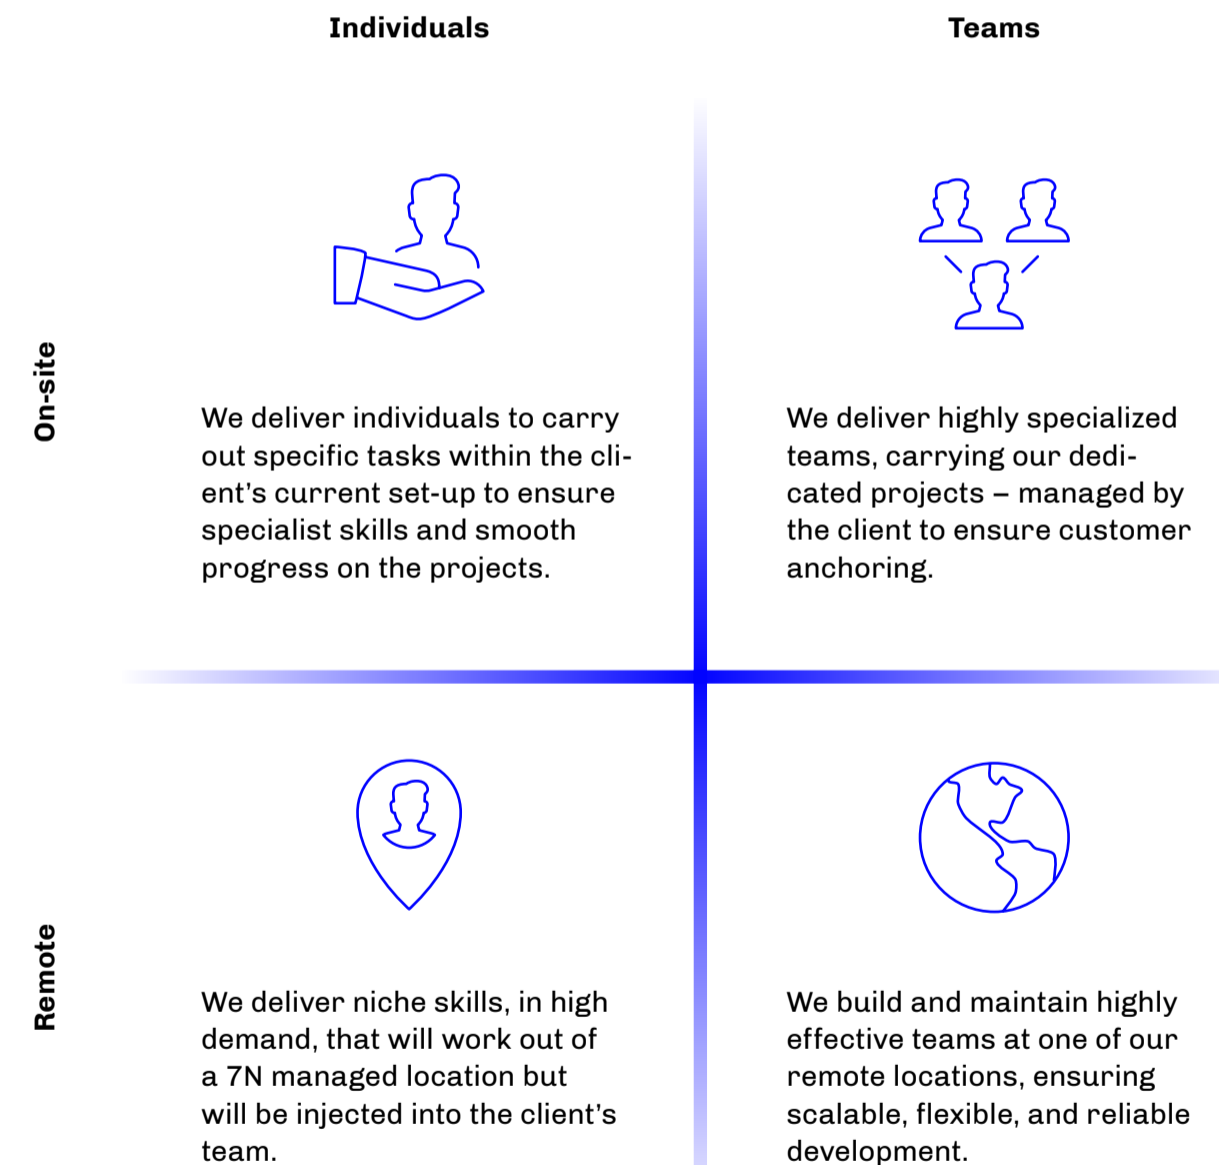 Individuals
Teams
On-site
We deliver individuals to carry
out specific tasks within the cli-
ent's current set-up to ensure
specialist skills and smooth
progress on the projects.
We deliver highly specialized
teams, carrying our dedi-
cated projects – managed by
the client to ensure customer
anchoring.
Remote
We deliver niche skills, in high
demand, that will work out of
a 7N managed location but
will be injected into the client's
team.
We build and maintain highly
effective teams at one of our
remote locations, ensuring
scalable, flexible, and reliable
development.